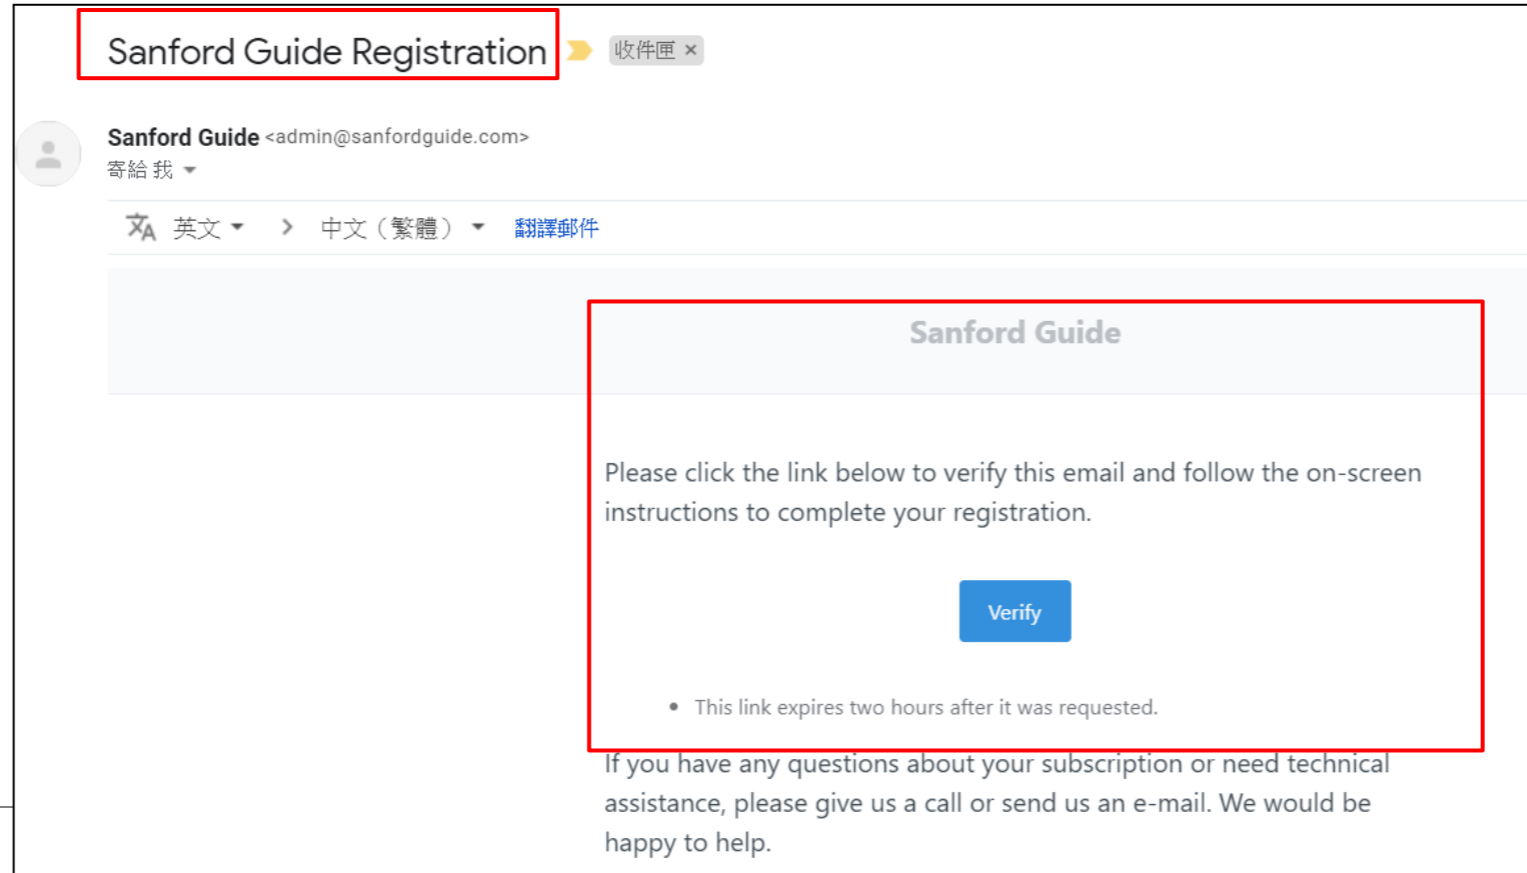 Sanford Guide Registration 收件匣 ×
Sanford Guide <admin@sanfordguide.com>
寄給 我
英文 > 中文（繁體） 翻譯郵件
Sanford Guide
Please click the link below to verify this email and follow the on-screen
instructions to complete your registration.
Verify
• This link expires two hours after it was requested.
If you have any questions about your subscription or need technical
assistance, please give us a call or send us an e-mail. We would be
happy to help.